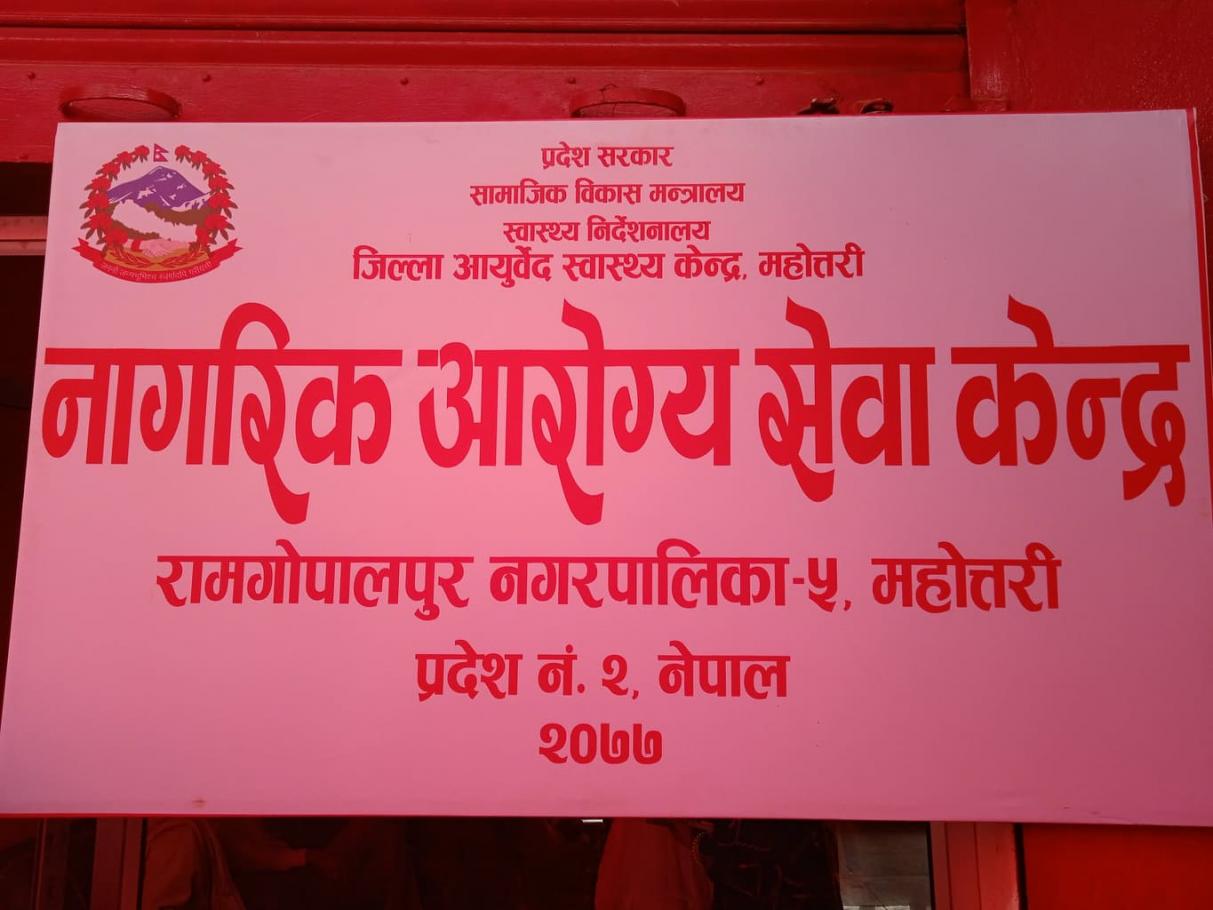 प्रदेश सरकार
सामाजिक विकास मन्त्रालय
स्वास्थ्य निर्देशनालय
जिल्ला आयुर्वेद स्वास्थ्य केन्द्र, महोत्तरी
नागरिक आरोग्य सेवा केन्द्र
रामगोपालपुर नगरपालिका-५, महोत्तरी
प्रदेश नं. २, नेपाल
२०७७